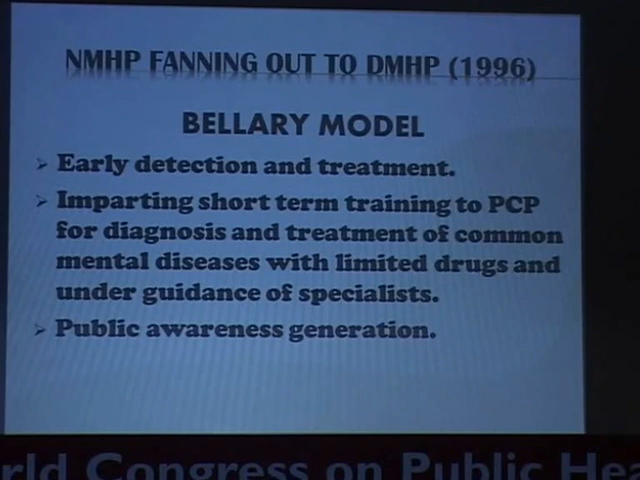 NMHP FANNING OUT TO DMHP (1996)
BELLARY MODEL
Early detection and treatment.
Imparting short term training to PCP
for diagnosis and treatment of common
mental diseases with limited drugs and
under guidance of specialists.
Public awareness generation.
rld Congress on Public Hea